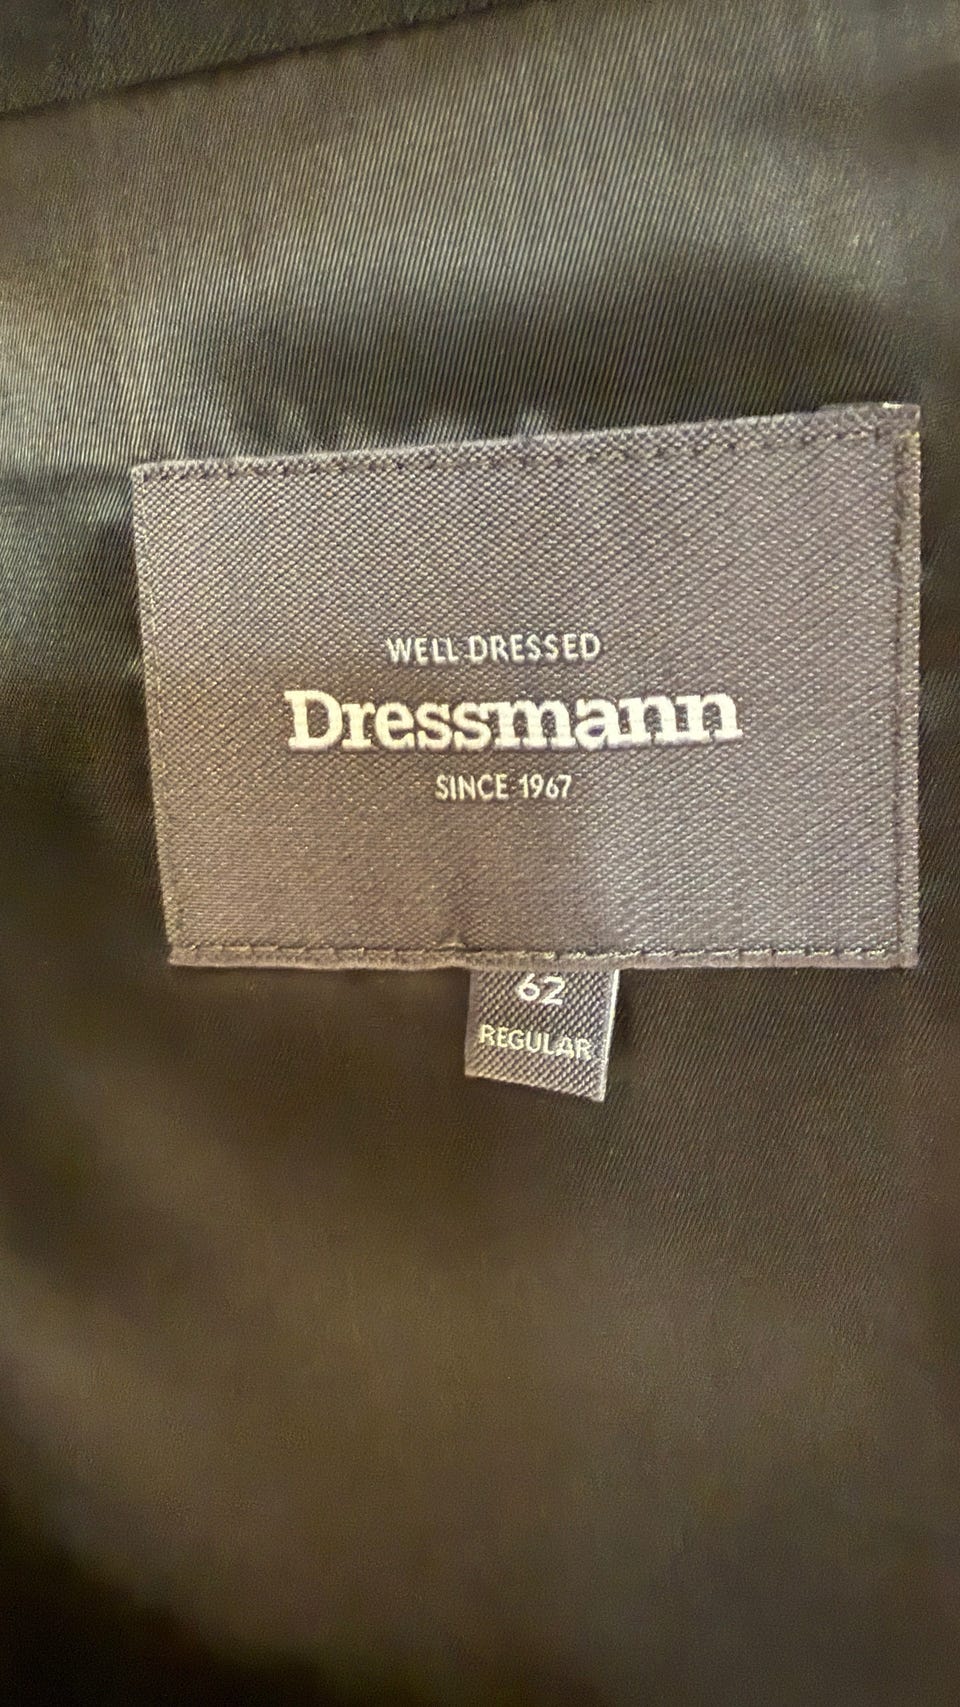 WELL DRESSED
Dressmann
SINCE 1967
62
REGULAR